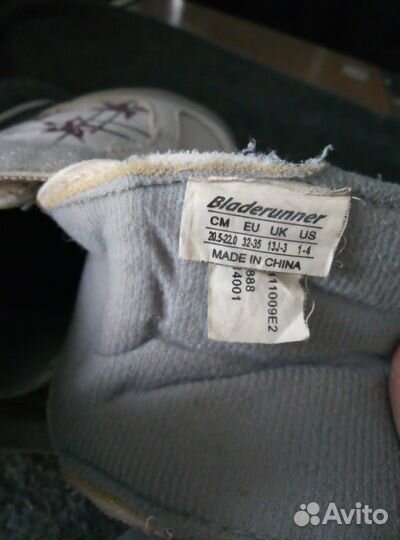 Bladerunner
CM EU UK US
20.5-22.0 32-35 13J-3 1-4
MADE IN CHINA
111009E2
888
4001
Avito